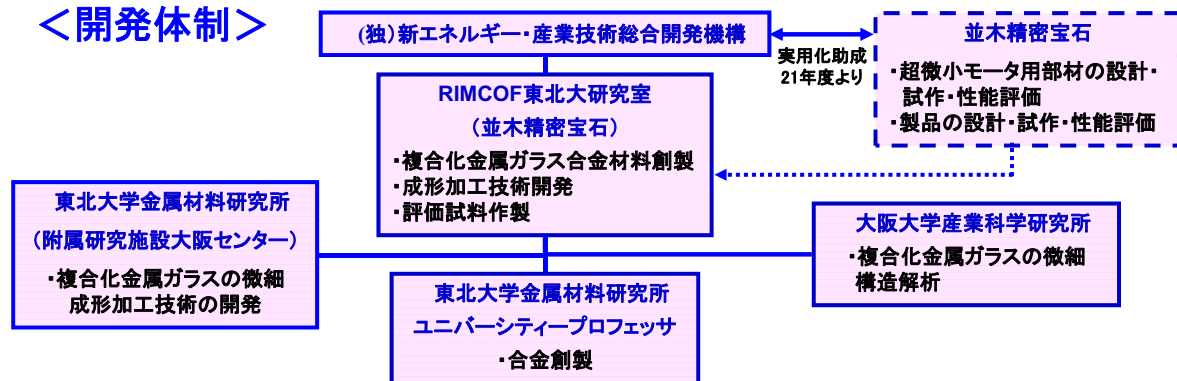 ＜開発体制＞
(独)新エネルギー・産業技術総合開発機構
実用化助成
21年度より
並木精密宝石
・超微小モータ用部材の設計・
試作・性能評価
・製品の設計・試作・性能評価
RIMCOF東北大研究室
(並木精密宝石)
・複合化金属ガラス合金材料創製
・成形加工技術開発
・評価試料作製
東北大学金属材料研究所
(附属研究施設大阪センター)
・複合化金属ガラスの微細
成形加工技術の開発
大阪大学産業科学研究所
・複合化金属ガラスの微細
構造解析
東北大学金属材料研究所
ユニバーシティープロフェッサ
・合金創製